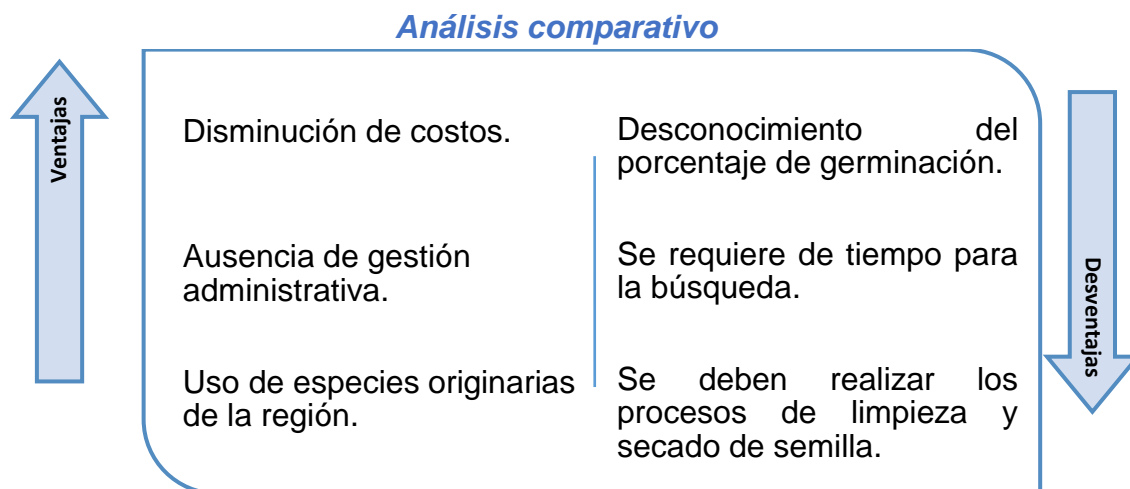 Análisis comparativo
Ventajas
Disminución de costos.
Ausencia de gestión
administrativa.
Uso de especies originarias
de la región.
Desconocimiento del
porcentaje de germinación.
Se requiere de tiempo para
la búsqueda.
Se deben realizar los
procesos de limpieza y
secado de semilla.
Desventajas